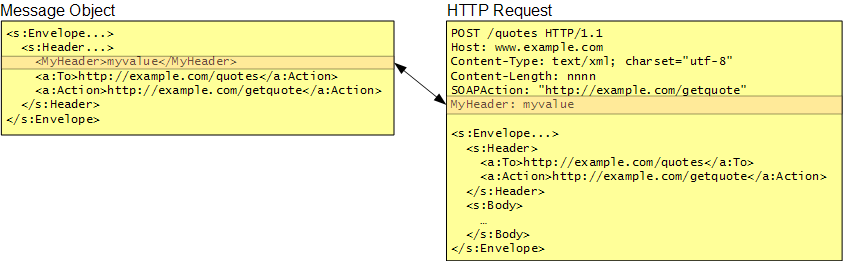 Message Object
<s:Envelope...>
  <s:Header...>
    <MyHeader>myvalue</MyHeader>
    <a:To>http://example.com/quotes</a:Action>
    <a:Action>http://example.com/getquote</a:Action>
  </s:Header>
</s:Envelope>
HTTP Request
POST /quotes HTTP/1.1
Host: www.example.com
Content-Type: text/xml; charset="utf-8"
Content-Length: nnnn
SOAPAction: "http://example.com/getquote"
MyHeader: myvalue
<s:Envelope...>
  <s:Header>
    <a:To>http://example.com/quotes</a:To>
    <a:Action>http://example.com/getquote</a:Action>
  </s:Header>
  <s:Body>
    …
  </s:Body>
</s:Envelope>